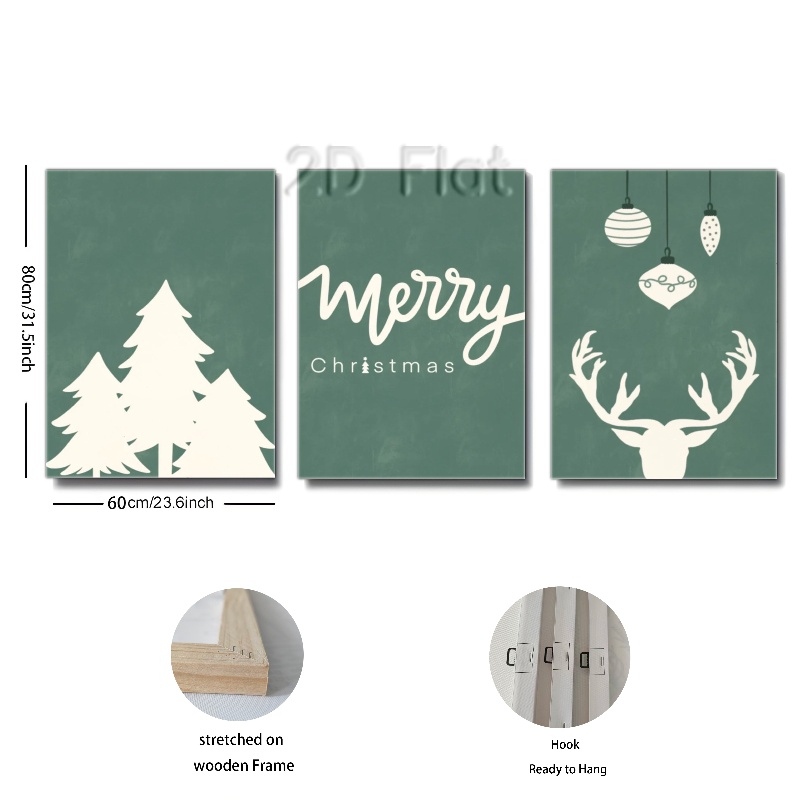 2D Flat
80cm/31.5inch
Merry
Christmas
60cm/23.6inch
stretched on
wooden Frame
Hook
Ready to Hang